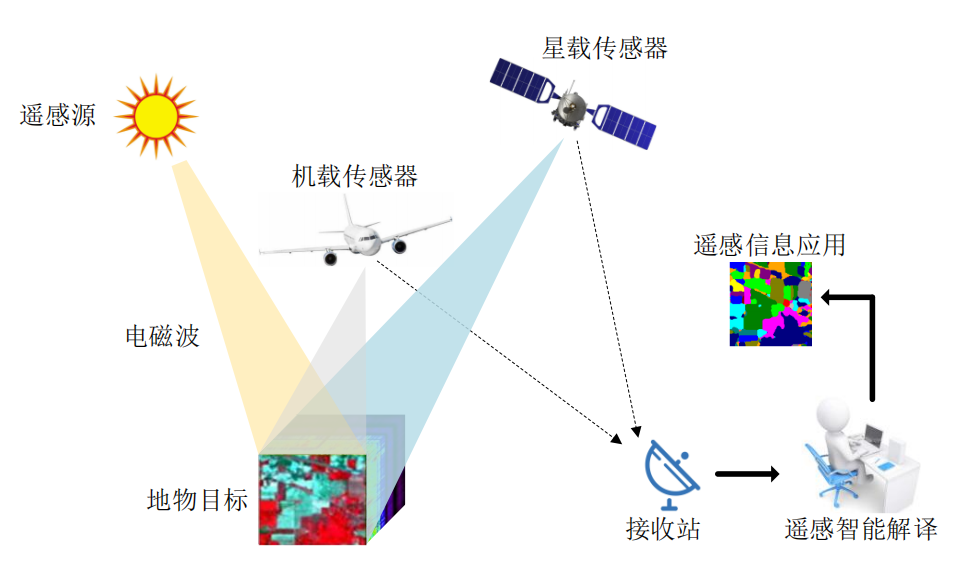 星载传感器
遥感源
机载传感器
遥感信息应用
电磁波
地物目标
接收站
遥感智能解译